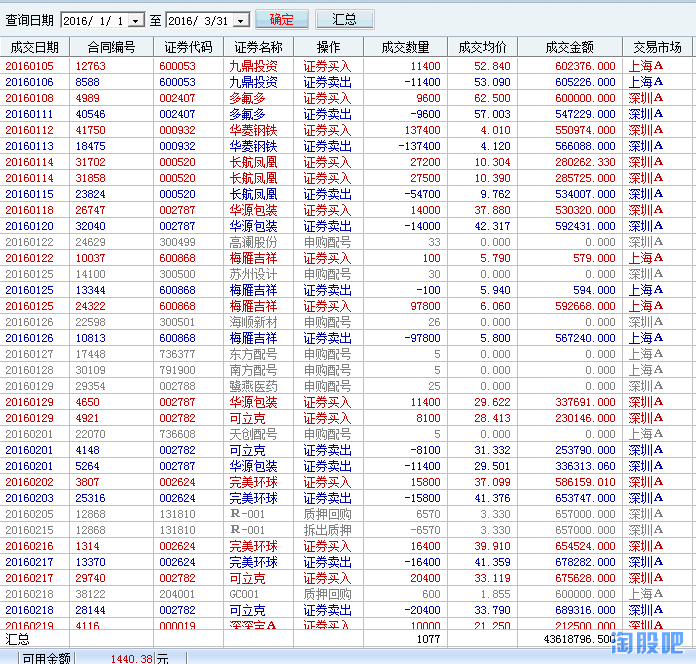 查询日期 2016/ 1/ 1 至 2016/ 3/31 确定 汇总
成交日期 合同编号 证券代码 证券名称 操作 成交数量 成交均价 成交金额 交易市场
20160105 12763 600053 九鼎投资 证券买入 11400 52.840 602376.000 上海A
20160106 8588 600053 九鼎投资 证券卖出 -11400 53.090 605226.000 上海A
20160108 4989 002407 多氟多 证券买入 9600 62.500 600000.000 深圳A
20160111 40546 002407 多氟多 证券卖出 -9600 57.003 547229.000 深圳A
20160112 41750 000932 华菱钢铁 证券买入 137400 4.010 550974.000 深圳A
20160113 18475 000932 华菱钢铁 证券卖出 -137400 4.120 566088.000 深圳A
20160114 31702 000520 长航凤凰 证券买入 27200 10.304 280262.330 深圳A
20160114 31858 000520 长航凤凰 证券买入 27500 10.390 285725.000 深圳A
20160115 23824 000520 长航凤凰 证券卖出 -54700 9.762 534007.000 深圳A
20160118 26747 002787 华源包装 证券买入 14000 37.880 530320.000 深圳A
20160120 32040 002787 华源包装 证券卖出 -14000 42.317 592431.000 深圳A
20160122 24629 300499 高澜股份 申购配号 33 0.000 0.000 深圳A
20160122 10037 600868 梅雁吉祥 证券买入 100 5.790 579.000 上海A
20160125 14100 300500 苏州设计 申购配号 30 0.000 0.000 深圳A
20160125 13344 600868 梅雁吉祥 证券卖出 -100 5.940 594.000 上海A
20160125 24322 600868 梅雁吉祥 证券买入 97800 6.060 592668.000 上海A
20160126 22598 300501 海顺新材 申购配号 26 0.000 0.000 深圳A
20160126 10813 600868 梅雁吉祥 证券卖出 -97800 5.800 567240.000 上海A
20160127 17448 736377 东方配号 申购配号 5 0.000 0.000 上海A
20160128 30109 791900 南方配号 申购配号 5 0.000 0.000 上海A
20160129 29354 002788 鹭燕医药 申购配号 25 0.000 0.000 深圳A
20160129 4650 002787 华源包装 证券买入 11400 29.622 337691.000 深圳A
20160129 4921 002782 可立克 证券买入 8100 28.413 230146.000 深圳A
20160201 22070 736608 天创配号 申购配号 5 0.000 0.000 上海A
20160201 4148 002782 可立克 证券卖出 -8100 31.332 253790.000 深圳A
20160201 5264 002787 华源包装 证券卖出 -11400 29.501 336313.060 深圳A
20160202 3807 002624 完美环球 证券买入 15800 37.099 586159.010 深圳A
20160203 25316 002624 完美环球 证券卖出 -15800 41.376 653747.000 深圳A
20160205 12868 131810 R-001 质押回购 6570 3.330 657000.000 深圳A
20160215 12868 131810 R-001 拆出质押 -6570 3.330 657000.000 深圳A
20160216 1314 002624 完美环球 证券买入 16400 39.910 654524.000 深圳A
20160217 13370 002624 完美环球 证券卖出 -16400 41.359 678282.000 深圳A
20160217 29740 002782 可立克 证券买入 20400 33.119 675628.000 深圳A
20160218 38122 204001 GC001 质押回购 600 1.855 600000.000 上海A
20160218 28144 002782 可立克 证券卖出 -20400 33.790 689316.000 深圳A
20160219 4116 000019 深深宝A 证券买入 10000 21.250 212500.000 深圳A
汇总 1077 43618796.500
可用金额 1440.38元
淘股吧